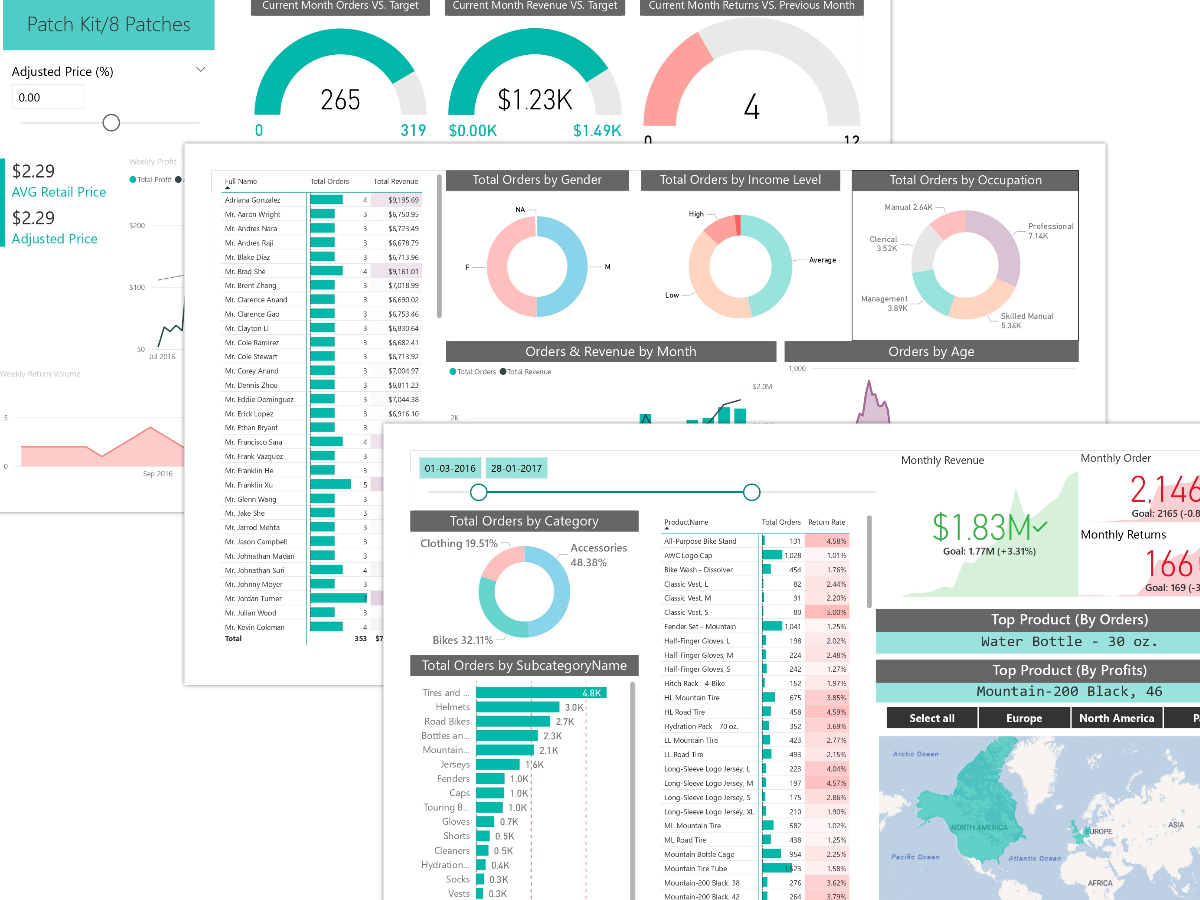 Patch Kit/8 Patches
Adjusted Price (%)
0.00
$2.29
AVG Retail Price
$2.29
Adjusted Price
Weekly Profit
Total Profit
$200
$100
$0
Jul 2016
Weekly Return Volume
5
0
Sep 2016
Current Month Orders VS. Target
265
0 319
Current Month Revenue VS. Target
$1.23K
$0.00K $1.49K
Current Month Returns VS. Previous Month
4
0 12
Full Name Total Orders Total Revenue
Adriana Gonzalez 4 $9,195.69
Mr. Aaron Wright 3 $6,750.95
Mr. Andres Nara 3 $6,723.49
Mr. Andres Raji 3 $6,678.79
Mr. Blake Diaz 3 $6,713.96
Mr. Brad She 4 $9,161.01
Mr. Brent Zhang 3 $7,018.99
Mr. Clarence Anand 3 $6,690.02
Mr. Clarence Gao 3 $6,753.46
Mr. Clayton Li 3 $6,830.64
Mr. Cole Ramirez 3 $6,682.41
Mr. Cole Stewart 3 $6,713.92
Mr. Corey Anand 3 $7,004.97
Mr. Dennis Zhou 3 $6,811.23
Mr. Eddie Dominguez 3 $7,044.38
Mr. Erick Lopez 3 $6,916.10
Mr. Ethan Bryant 3
Mr. Francisco Sara 4
Mr. Frank Vazquez 3
Mr. Franklin He 3
Mr. Franklin Xu 5
Mr. Glenn Wang 3
Mr. Jake She 3
Mr. Jarrod Mehta 3
Mr. Jason Campbell 3
Mr. Johnathan Madan 3
Mr. Johnathan Suri 4
Mr. Johnny Moyer 3
Mr. Jordan Turner
Mr. Julian Wood 3
Mr. Kevin Coleman 4
Total 353 $7
Total Orders by Gender
NA
F
M
Total Orders by Income Level
High
Average
Low
Total Orders by Occupation
Manual 2.64K
Professional
7.14K
Clerical
3.52K
Management
3.89K
Skilled Manual
5.34K
Orders & Revenue by Month
Total Orders Total Revenue
$2.0M
2K
Orders by Age
1,000
01-03-2016 28-01-2017
Total Orders by Category
Clothing 19.51%
Accessories
48.38%
Bikes 32.11%
Total Orders by SubcategoryName
Tires and ... 4.8K
Helmets 3.0K
Road Bikes 2.7K
Bottles an... 2.3K
Mountain... 2.1K
Jerseys 1.6K
Fenders 1.0K
Caps 1.0K
Touring B... 1.0K
Gloves 0.7K
Shorts 0.5K
Cleaners 0.5K
Hydration... 0.4K
Socks 0.3K
Vests 0.3K
ProductName Total Orders Return Rate
All-Purpose Bike Stand 131 4.58%
AWC Logo Cap 1,028 1.01%
Bike Wash - Dissolver 454 1.76%
Classic Vest, L 82 2.44%
Classic Vest, M 91 2.20%
Classic Vest, S 80 5.00%
Fender Set - Mountain 1,041 1.25%
Half-Finger Gloves, L 198 2.02%
Half-Finger Gloves, M 224 2.48%
Half-Finger Gloves, S 242 1.27%
Hitch Rack - 4-Bike 152 1.97%
HL Mountain Tire 675 3.85%
HL Road Tire 458 4.59%
Hydration Pack - 70 oz. 352 3.69%
LL Mountain Tire 423 2.77%
LL Road Tire 493 2.15%
Long-Sleeve Logo Jersey, L 223 4.04%
Long-Sleeve Logo Jersey, M 197 4.57%
Long-Sleeve Logo Jersey, S 175 2.86%
Long-Sleeve Logo Jersey, XL 210 1.90%
ML Mountain Tire 582 1.02%
ML Road Tire 438 1.25%
Mountain Bottle Cage 954 2.25%
Mountain Tire Tube 1,523 1.58%
Mountain-200 Black, 38 276 3.62%
Mountain-200 Black, 42 264 3.79%
Monthly Revenue
$1.83M
Goal: 1.77M (+3.31%)
Monthly Order
2,146
Goal: 2165 (-0.8
Monthly Returns
166
Goal: 169 (-3
Top Product (By Orders)
Water Bottle - 30 oz.
Top Product (By Profits)
Mountain-200 Black, 46
Select all Europe North America P
Arctic Ocean
NORTH AMERICA
EUROPE
ASIA
Pacific Ocean
Atlantic Ocean
AFRICA